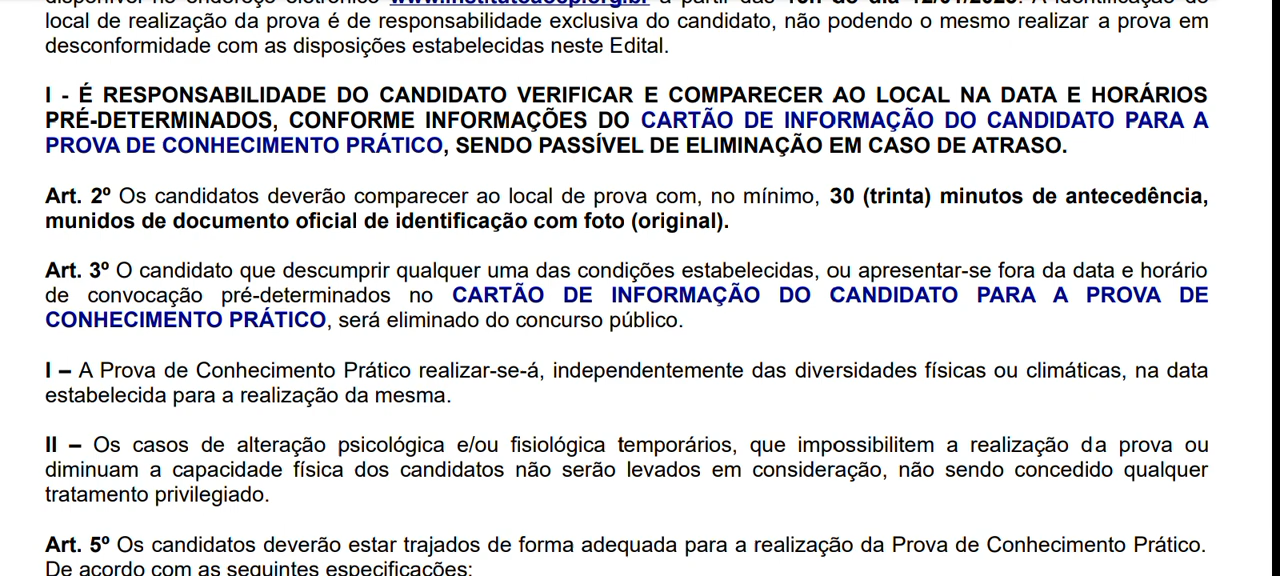 local de realização da prova é de responsabilidade exclusiva do candidato, não podendo o mesmo realizar a prova em
desconformidade com as disposições estabelecidas neste Edital.
I - É RESPONSABILIDADE DO CANDIDATO VERIFICAR E COMPARECER AO LOCAL NA DATA E HORÁRIOS
PRÉ-DETERMINADOS, CONFORME INFORMAÇÕES DO CARTÃO DE INFORMAÇÃO DO CANDIDATO PARA A
PROVA DE CONHECIMENTO PRÁTICO, SENDO PASSÍVEL DE ELIMINAÇÃO EM CASO DE ATRASO.
Art. 2º Os candidatos deverão comparecer ao local de prova com, no mínimo, 30 (trinta) minutos de antecedência,
munidos de documento oficial de identificação com foto (original).
Art. 3º O candidato que descumprir qualquer uma das condições estabelecidas, ou apresentar-se fora da data e horário
de convocação pré-determinados no CARTÃO DE INFORMAÇÃO DO CANDIDATO PARA A PROVA DE
CONHECIMENTO PRÁTICO, será eliminado do concurso público.
I – A Prova de Conhecimento Prático realizar-se-á, independentemente das diversidades físicas ou climáticas, na data
estabelecida para a realização da mesma.
II – Os casos de alteração psicológica e/ou fisiológica temporários, que impossibilitem a realização da prova ou
diminuam a capacidade física dos candidatos não serão levados em consideração, não sendo concedido qualquer
tratamento privilegiado.
Art. 5º Os candidatos deverão estar trajados de forma adequada para a realização da Prova de Conhecimento Prático.
De acordo com as seguintes especificações: